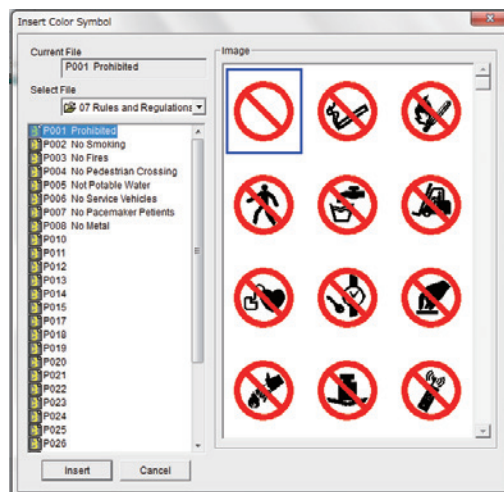 Insert Color Symbol
Current File
P001 Prohibited
Select File
07 Rules and Regulations
P001 Prohibited
P002 No Smoking
P003 No Fires
P004 No Pedestrian Crossing
P005 Not Potable Water
P006 No Service Vehicles
P007 No Pacemaker Petients
P008 No Metal
P010
P011
P012
P013
P014
P015
P017
P018
P019
P020
P021
P022
P023
P024
P025
P026
Insert Cancel
Image